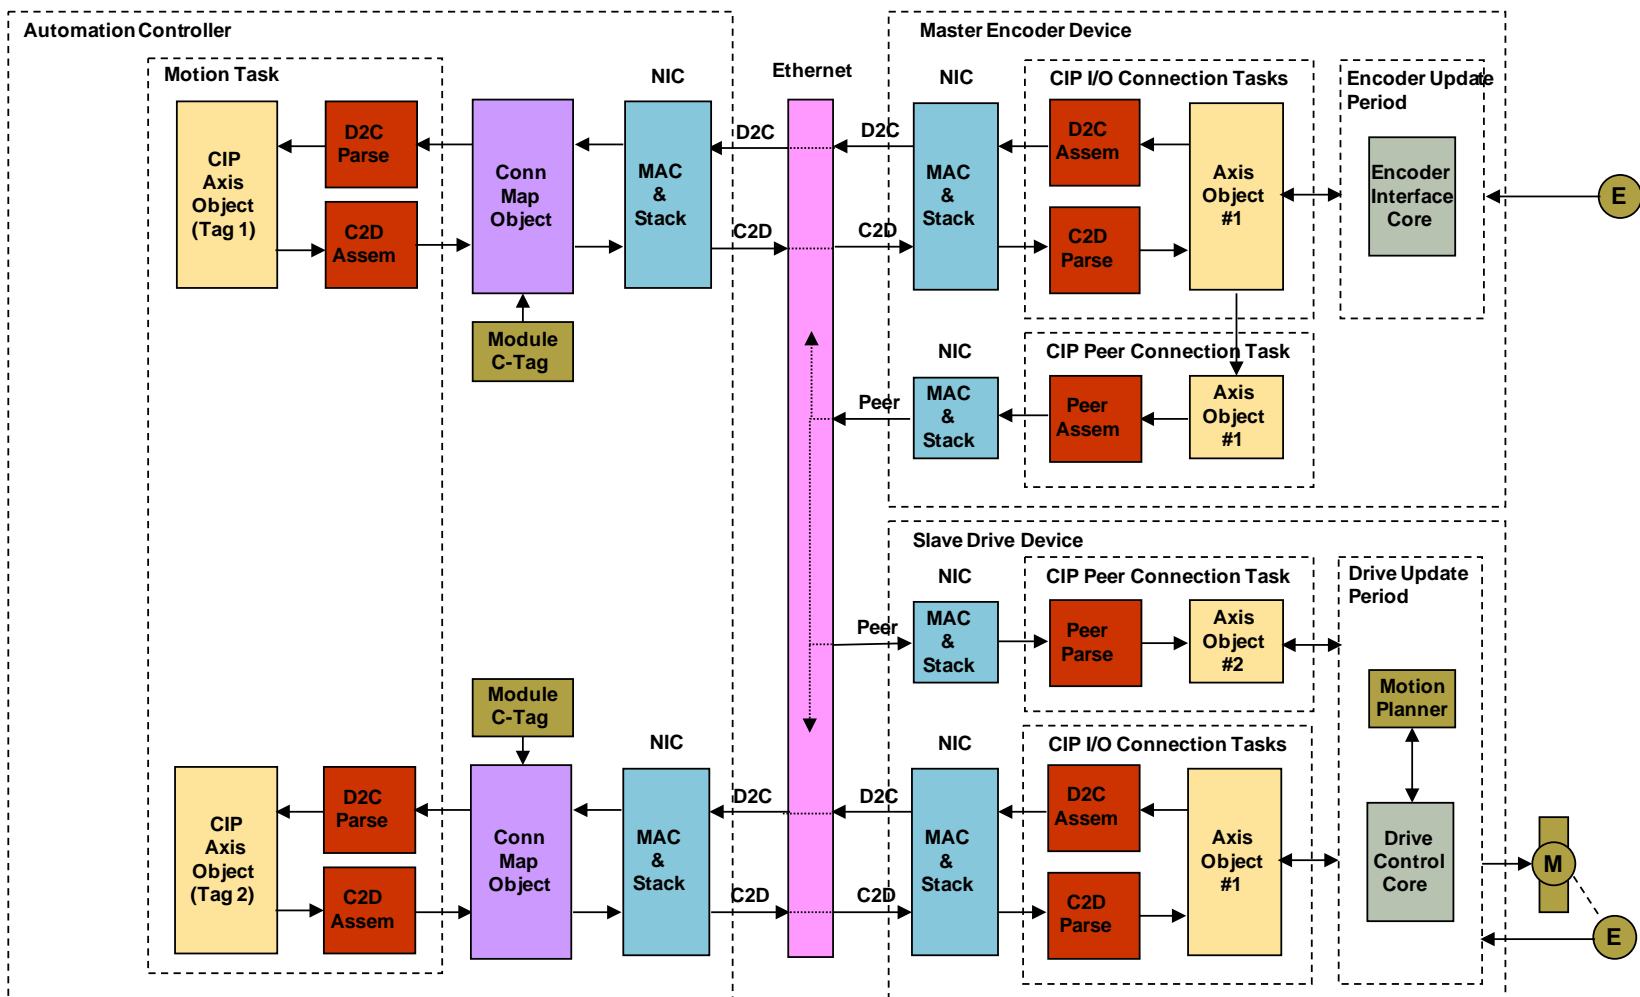 Automation Controller
Motion Task
CIP
Axis
Object
(Tag 1)
D2C
Parse
C2D
Assem
Conn
Map
Object
Module
C-Tag
NIC
MAC
&
Stack
D2C
C2D
Ethernet
Master Encoder Device
D2C
C2D
NIC
MAC
&
Stack
CIP I/O Connection Tasks
D2C
Assem
C2D
Parse
Axis
Object
#1
Encoder Update
Period
Encoder
Interface
Core
E
Peer
NIC
MAC
&
Stack
CIP Peer Connection Task
Peer
Assem
Axis
Object
#1
Slave Drive Device
Peer
NIC
MAC
&
Stack
CIP Peer Connection Task
Peer
Parse
Axis
Object
#2
Drive Update
Period
Motion
Planner
Drive
Control
Core
Module
C-Tag
CIP
Axis
Object
(Tag 2)
D2C
Parse
C2D
Assem
Conn
Map
Object
NIC
MAC
&
Stack
D2C
C2D
D2C
C2D
NIC
MAC
&
Stack
CIP I/O Connection Tasks
D2C
Assem
C2D
Parse
Axis
Object
#1
M
E